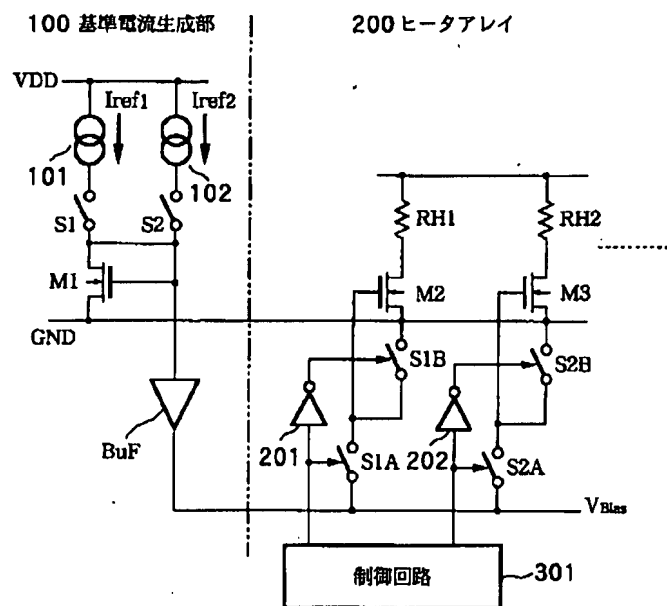 100 基準電流生成部
200 ヒータアレイ
VDD
Iref1
Iref2
101
102
S1
S2
RH1
RH2
M1
M2
M3
GND
S1B
S2B
BuF
201
S1A
202
S2A
VBias
制御回路
301